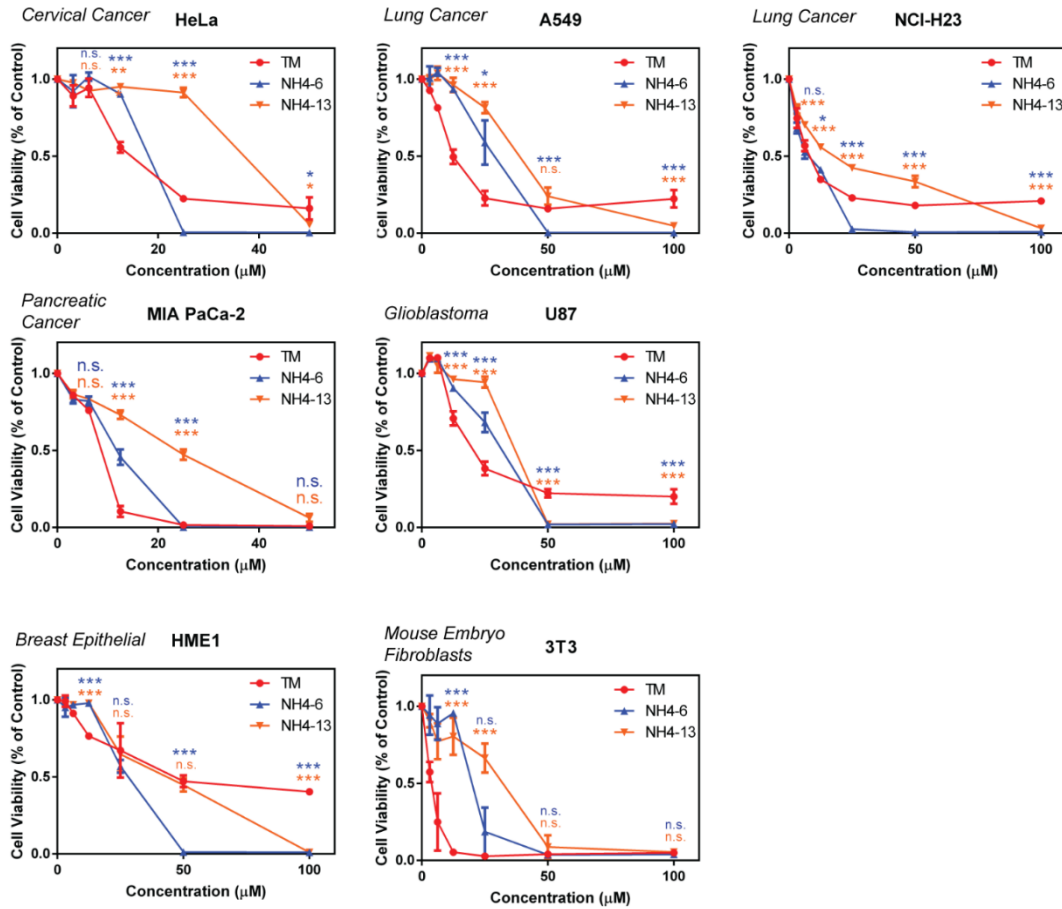 Cervical Cancer
HeLa
n.s.
n.s.
***
**
***
***
*
*
TM
NH4-6
NH4-13
Cell Viability (% of Control)
1.0
0.5
0.0
0
20
40
Concentration (μM)
Lung Cancer
A549
***
***
*
***
***
n.s.
***
***
TM
NH4-6
NH4-13
Cell Viability (% of Control)
1.0
0.5
0.0
0
50
100
Concentration (μM)
Lung Cancer
NCI-H23
n.s.
***
*
***
***
***
***
***
***
***
TM
NH4-6
NH4-13
Cell Viability (% of Control)
1.0
0.5
0.0
0
50
100
Concentration (μM)
Pancreatic
Cancer
MIA PaCa-2
n.s.
n.s.
***
***
***
***
n.s.
n.s.
TM
NH4-6
NH4-13
Cell Viability (% of Control)
1.0
0.5
0.0
0
20
40
Concentration (μM)
Glioblastoma
U87
***
***
***
***
***
***
***
***
TM
NH4-6
NH4-13
Cell Viability (% of Control)
1.0
0.5
0.0
0
50
100
Concentration (μM)
Breast Epithelial
HME1
***
***
n.s.
n.s.
***
n.s.
***
***
TM
NH4-6
NH4-13
Cell Viability (% of Control)
1.0
0.5
0.0
0
50
100
Concentration (μM)
Mouse Embryo
Fibroblasts
3T3
***
***
n.s.
***
n.s.
n.s.
n.s.
n.s.
TM
NH4-6
NH4-13
Cell Viability (% of Control)
1.0
0.5
0.0
0
50
100
Concentration (μM)